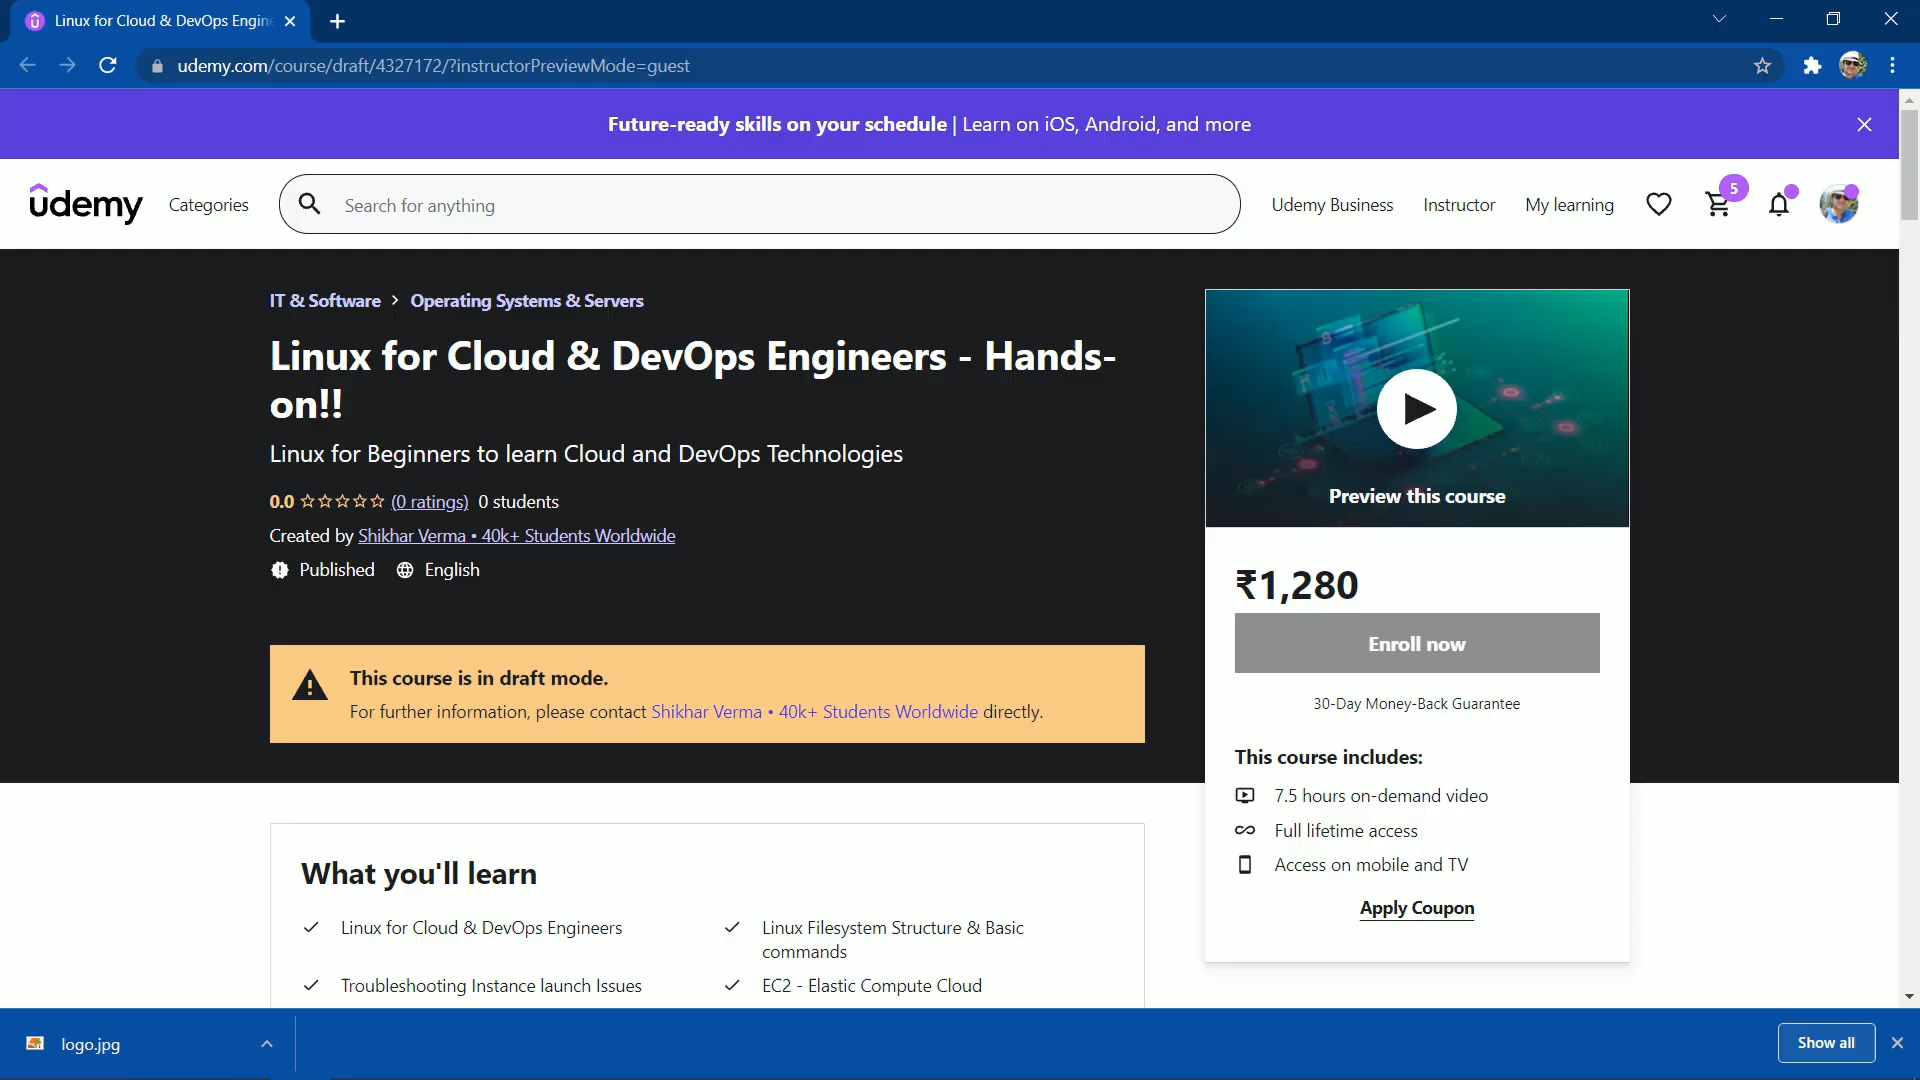 Linux for Cloud & DevOps Engin
udemy.com/course/draft/4327172/?instructorPreviewMode=guest
Future-ready skills on your schedule | Learn on iOS, Android, and more
udemy
Categories
Search for anything
Udemy Business
Instructor
My learning
5
IT & Software
Operating Systems & Servers
Linux for Cloud & DevOps Engineers - Hands-
on!!
Linux for Beginners to learn Cloud and DevOps Technologies
0.0 (0 ratings) 0 students
Created by Shikhar Verma • 40k+ Students Worldwide
Published
English
This course is in draft mode.
For further information, please contact Shikhar Verma • 40k+ Students Worldwide directly.
Preview this course
₹1,280
Enroll now
30-Day Money-Back Guarantee
This course includes:
7.5 hours on-demand video
Full lifetime access
Access on mobile and TV
Apply Coupon
What you'll learn
Linux for Cloud & DevOps Engineers
Linux Filesystem Structure & Basic
commands
Troubleshooting Instance launch Issues
EC2 - Elastic Compute Cloud
logo.jpg
Show all